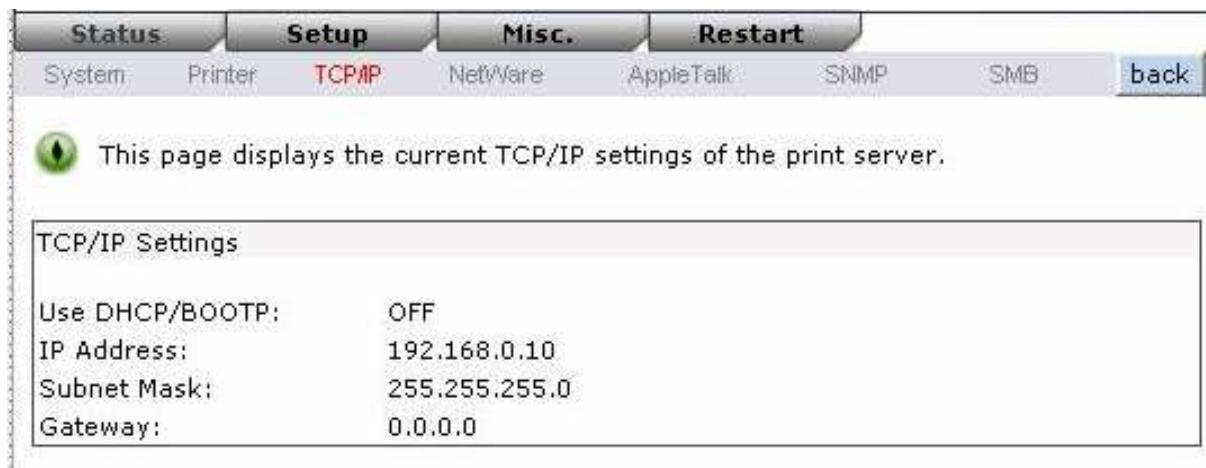 Status Setup Misc. Restart
System Printer TCP/IP NetWare AppleTalk SNMP SMB back
This page displays the current TCP/IP settings of the print server.
TCP/IP Settings
Use DHCP/BOOTP: OFF
IP Address: 192.168.0.10
Subnet Mask: 255.255.255.0
Gateway: 0.0.0.0